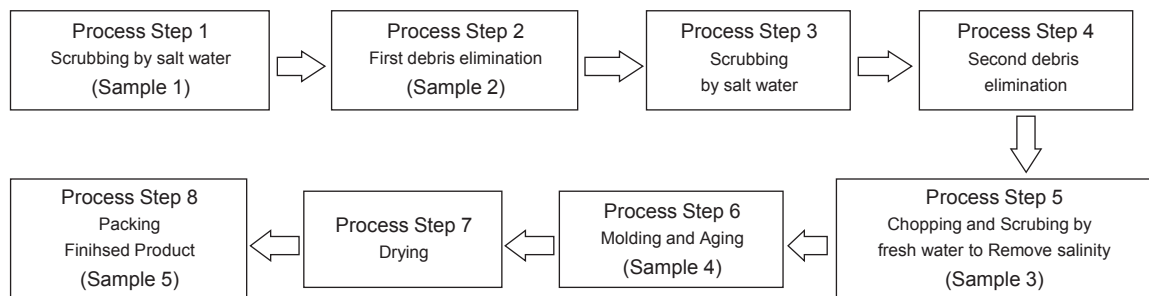 Process Step 1
Scrubbing by salt water
(Sample 1)
Process Step 2
First debris elimination
(Sample 2)
Process Step 3
Scrubbing
by salt water
Process Step 4
Second debris
elimination
Process Step 5
Chopping and Scrubing by
fresh water to Remove salinity
(Sample 3)
Process Step 6
Molding and Aging
(Sample 4)
Process Step 7
Drying
Process Step 8
Packing
Finihsed Product
(Sample 5)